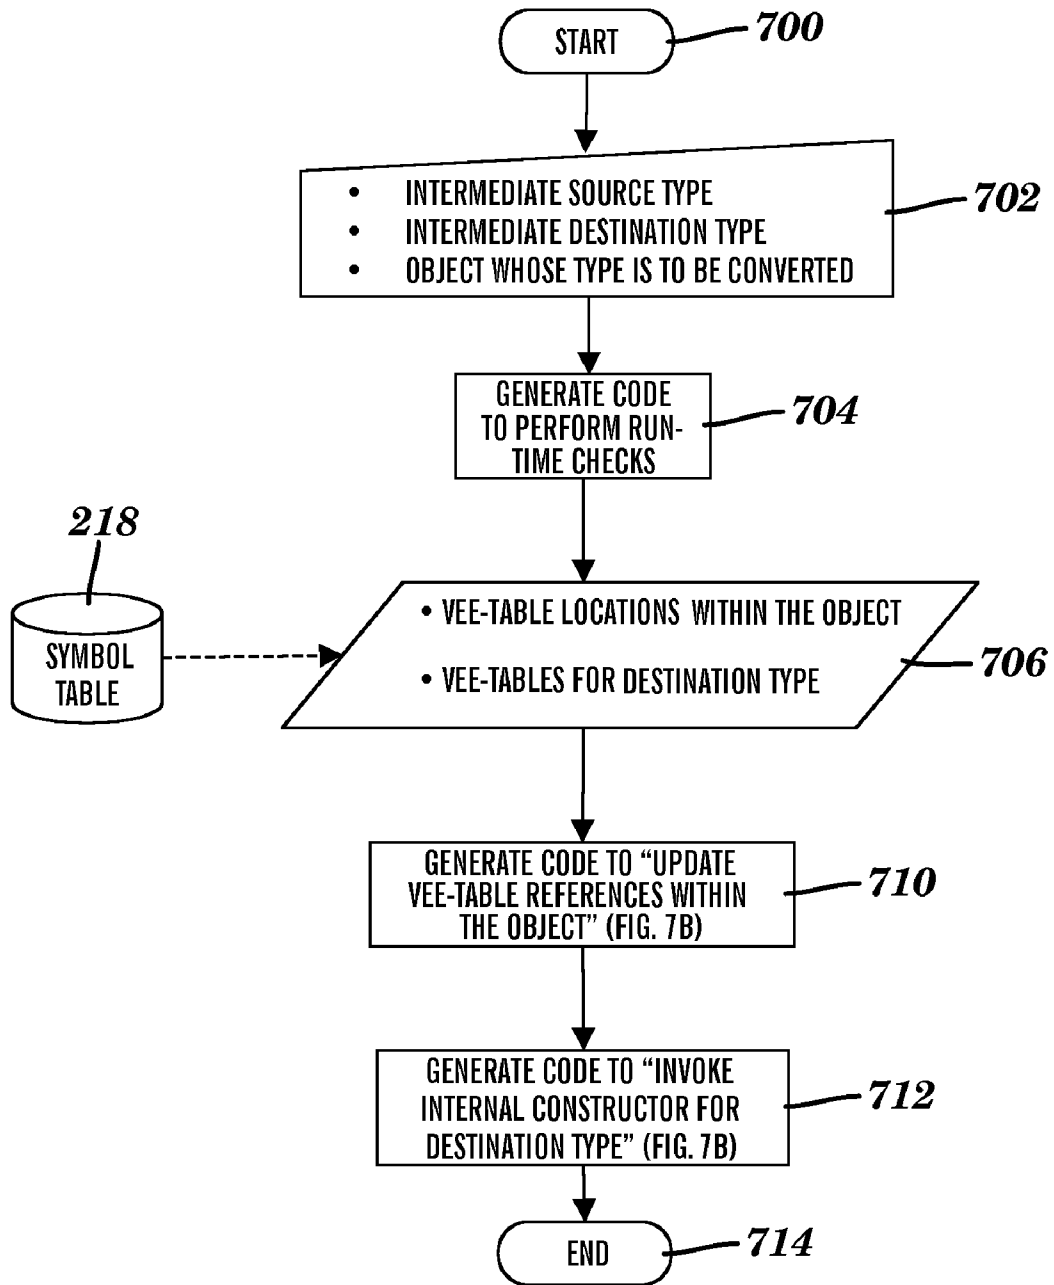 START
700
• INTERMEDIATE SOURCE TYPE
• INTERMEDIATE DESTINATION TYPE
• OBJECT WHOSE TYPE IS TO BE CONVERTED
702
GENERATE CODE
TO PERFORM RUN-
TIME CHECKS
704
218
SYMBOL
TABLE
• VEE-TABLE LOCATIONS WITHIN THE OBJECT
• VEE-TABLES FOR DESTINATION TYPE
706
GENERATE CODE TO “UPDATE
VEE-TABLE REFERENCES WITHIN
THE OBJECT” (FIG. 7B)
710
GENERATE CODE TO “INVOKE
INTERNAL CONSTRUCTOR FOR
DESTINATION TYPE” (FIG. 7B)
712
END
714